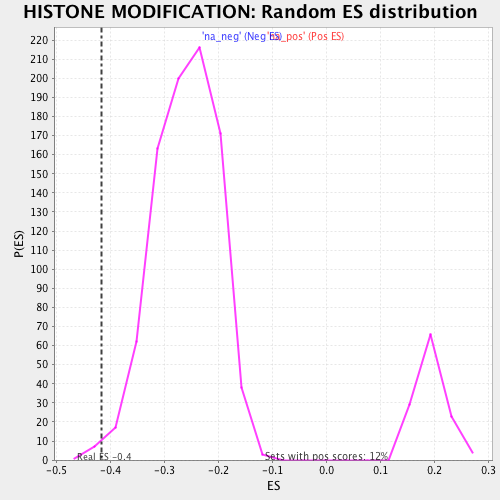 HISTONE MODIFICATION: Random ES distribution
'na_neg' (Neg ES)
'na_pos' (Pos ES)
220
210
200
190
180
170
160
150
140
130
120
110
100
90
80
70
60
50
40
30
20
10
0
P(ES)
Real ES -0.4
Sets with pos scores: 12%
-0.5 -0.4 -0.3 -0.2 -0.1 0.0 0.1 0.2 0.3
ES